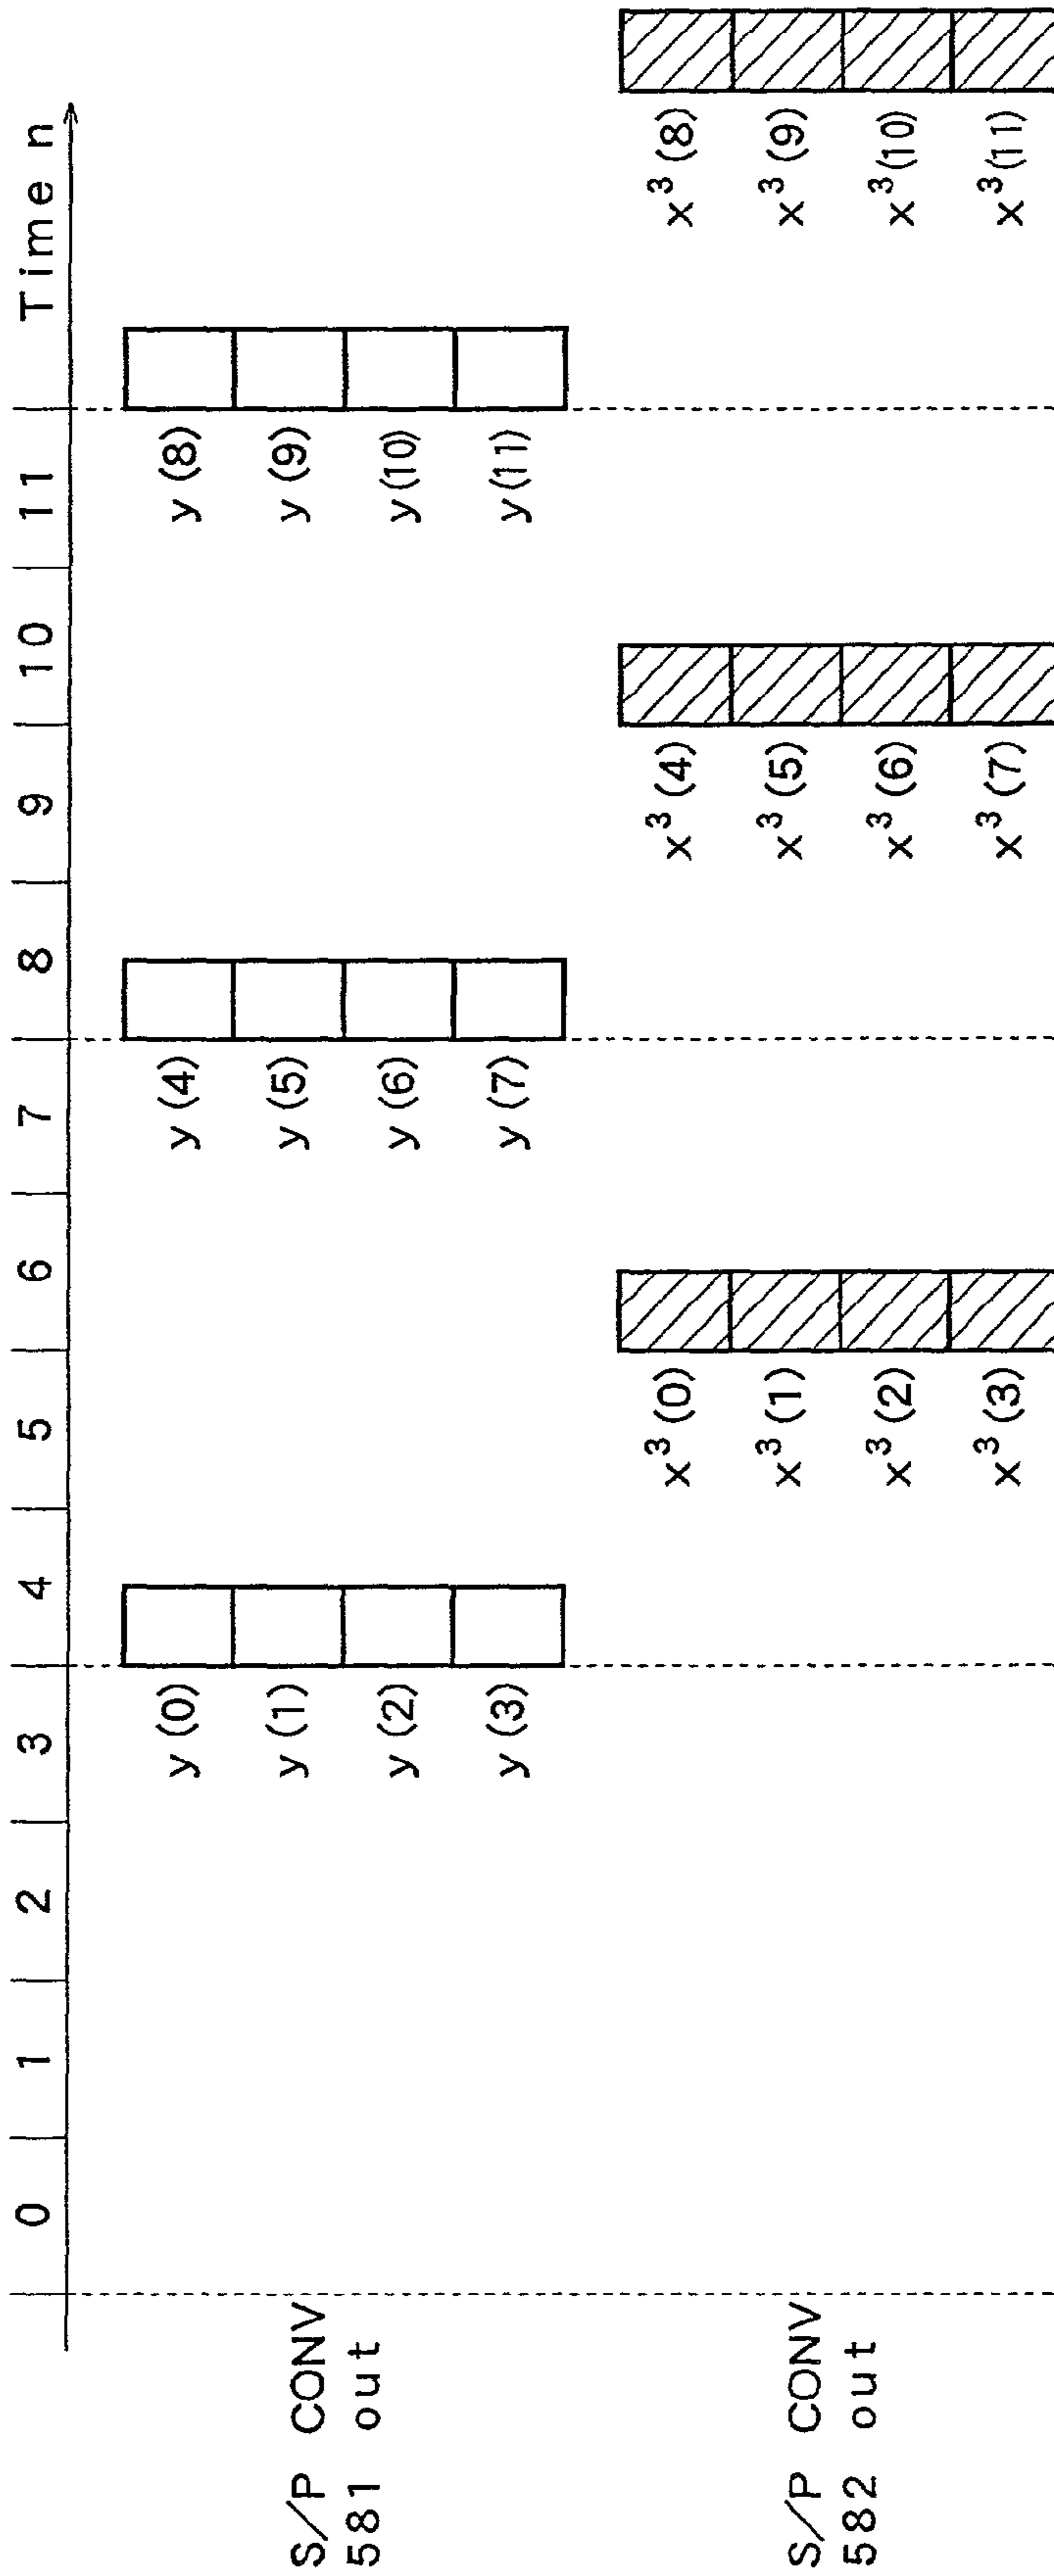 0 1 2 3 4 5 6 7 8 9 10 11 Time n
S/P CONV
581 out
y (0)
y (1)
y (2)
y (3)
y (4)
y (5)
y (6)
y (7)
y (8)
y (9)
y (10)
y (11)
S/P CONV
582 out
x³ (0)
x³ (1)
x³ (2)
x³ (3)
x³ (4)
x³ (5)
x³ (6)
x³ (7)
x³ (8)
x³ (9)
x³ (10)
x³ (11)